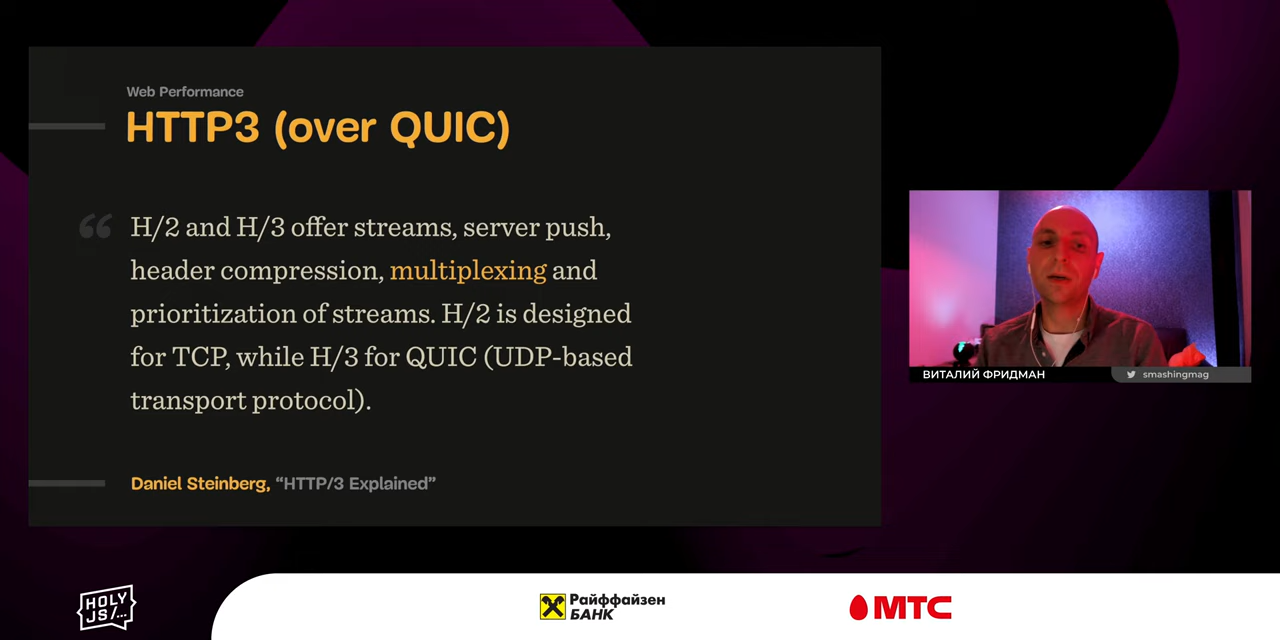 Web Performance
HTTP3 (over QUIC)
“
H/2 and H/3 offer streams, server push,
header compression, multiplexing and
prioritization of streams. H/2 is designed
for TCP, while H/3 for QUIC (UDP-based
transport protocol).
Daniel Steinberg, “HTTP/3 Explained”
ВИТАЛИЙ ФРИДМАН
smashingmag
HOLY
JS/...
Райффайзен
БАНК
МТС